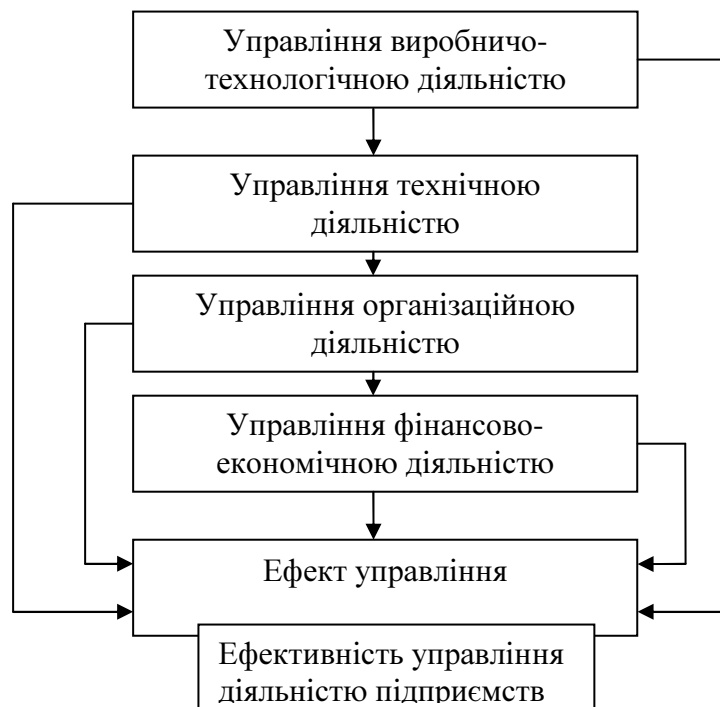 Управління виробничо-
технологічною діяльністю
Управління технічною
діяльністю
Управління організаційною
діяльністю
Управління фінансово-
економічною діяльністю
Ефект управління
Ефективність управління
діяльністю підприємств